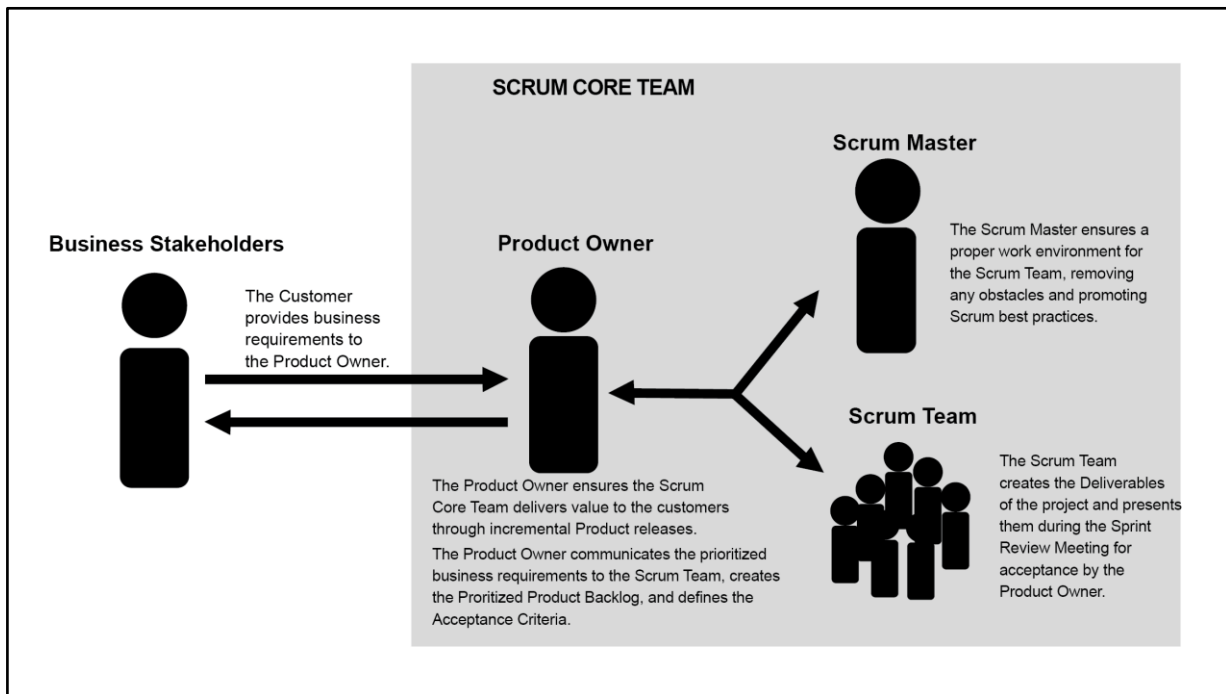 SCRUM CORE TEAM
Scrum Master
The Scrum Master ensures a
proper work environment for
the Scrum Team, removing
any obstacles and promoting
Scrum best practices.
Business Stakeholders
The Customer
provides business
requirements to
the Product Owner.
Product Owner
The Product Owner ensures the Scrum
Core Team delivers value to the customers
through incremental Product releases.
The Product Owner communicates the prioritized
business requirements to the Scrum Team, creates
the Proritized Product Backlog, and defines the
Acceptance Criteria.
Scrum Team
The Scrum Team
creates the Deliverables
of the project and presents
them during the Sprint
Review Meeting for
acceptance by the
Product Owner.